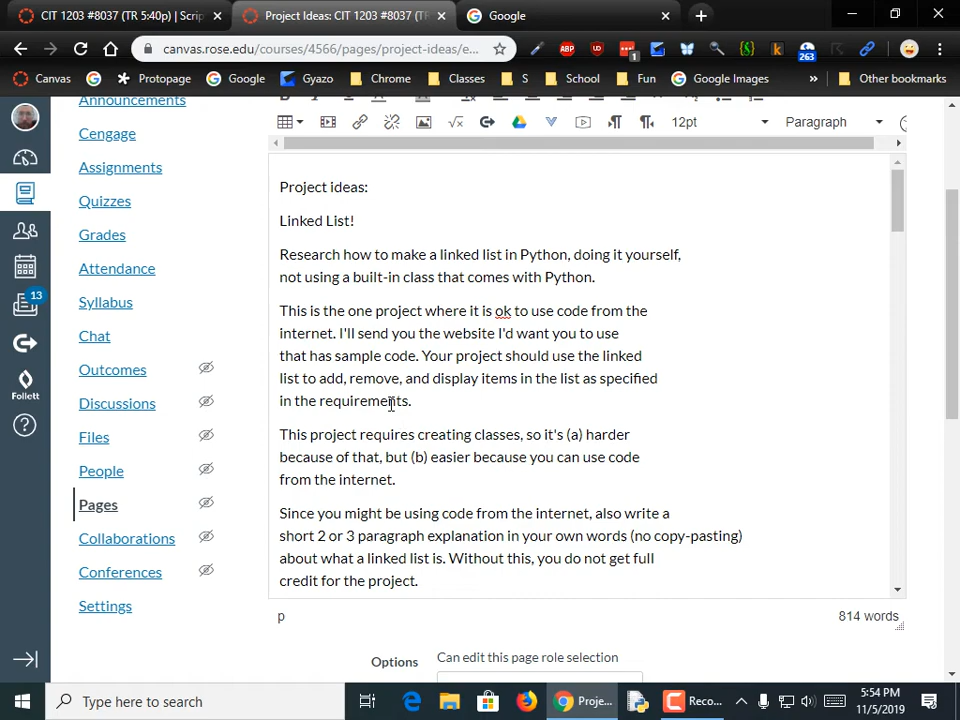 CIT 1203 #8037 (TR 5:40p) | Scrip
Project Ideas: CIT 1203 #8037 (TF
Google
canvas.rose.edu/courses/4566/pages/project-ideas/e...
ABP
1
263
Canvas
Protopage
Google
Gyazo
Chrome
Classes
S
School
Fun
Google Images
»
Other bookmarks
Announcements
Cengage
Assignments
Quizzes
Grades
Attendance
Syllabus
Chat
Outcomes
Discussions
Files
People
Pages
Collaborations
Conferences
Settings
13
Follett
12pt
Paragraph
Project ideas:
Linked List!
Research how to make a linked list in Python, doing it yourself,
not using a built-in class that comes with Python.
This is the one project where it is ok to use code from the
internet. I'll send you the website I'd want you to use
that has sample code. Your project should use the linked
list to add, remove, and display items in the list as specified
in the requirements.
This project requires creating classes, so it's (a) harder
because of that, but (b) easier because you can use code
from the internet.
Since you might be using code from the internet, also write a
short 2 or 3 paragraph explanation in your own words (no copy-pasting)
about what a linked list is. Without this, you do not get full
credit for the project.
p
814 words
Options
Can edit this page role selection
Type here to search
Proje...
Reco...
5:54 PM
11/5/2019